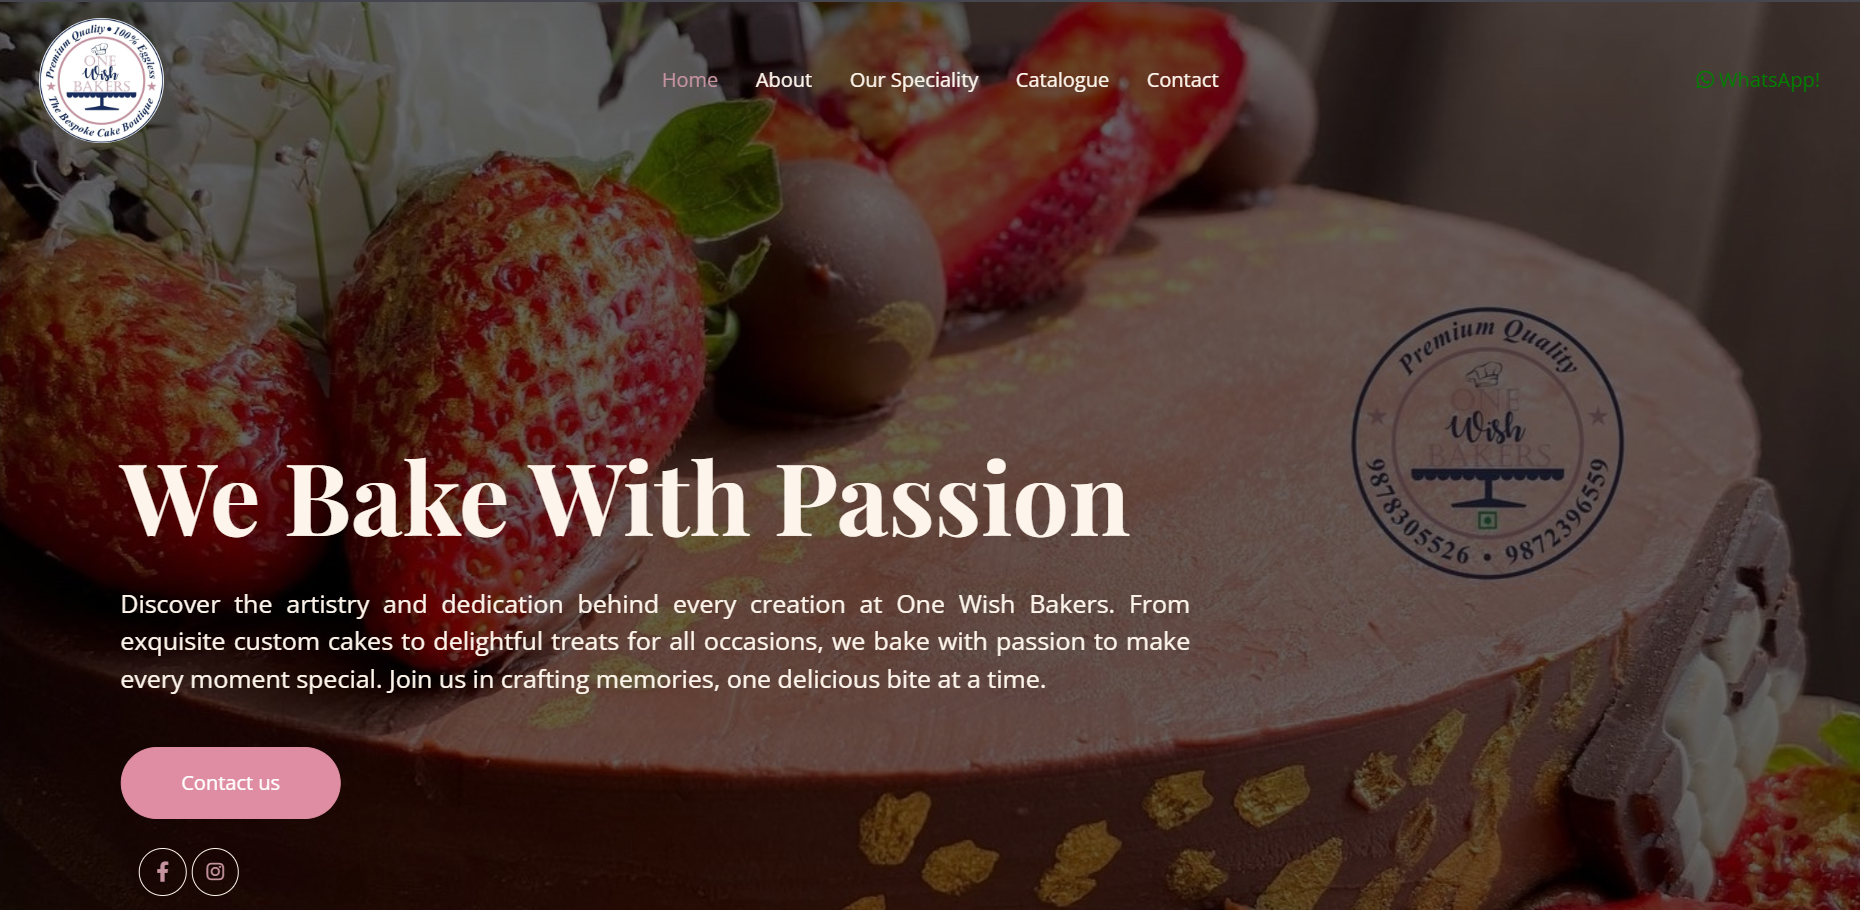 Premium Quality • 100% Eggless
ONE
Wish
BAKERS
The Bespoke Cake Boutique
Home About Our Speciality Catalogue Contact
WhatsApp!
Premium Quality
ONE
Wish
BAKERS
9878305526 • 9872396559
We Bake With Passion
Discover the artistry and dedication behind every creation at One Wish Bakers. From
exquisite custom cakes to delightful treats for all occasions, we bake with passion to make
every moment special. Join us in crafting memories, one delicious bite at a time.
Contact us